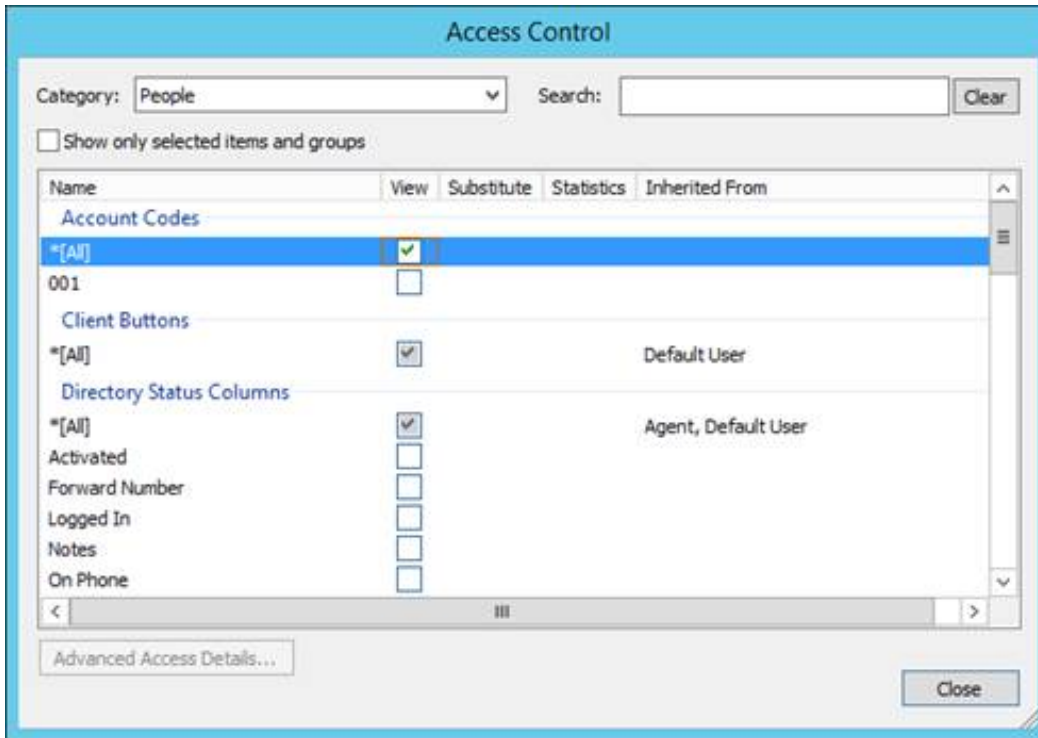 Access Control
Category: People Search: Clear
Show only selected items and groups
Name View Substitute Statistics Inherited From
Account Codes
*[All]
001
Client Buttons
*[All] Default User
Directory Status Columns
*[All] Agent, Default User
Activated
Forward Number
Logged In
Notes
On Phone
Advanced Access Details...
Close